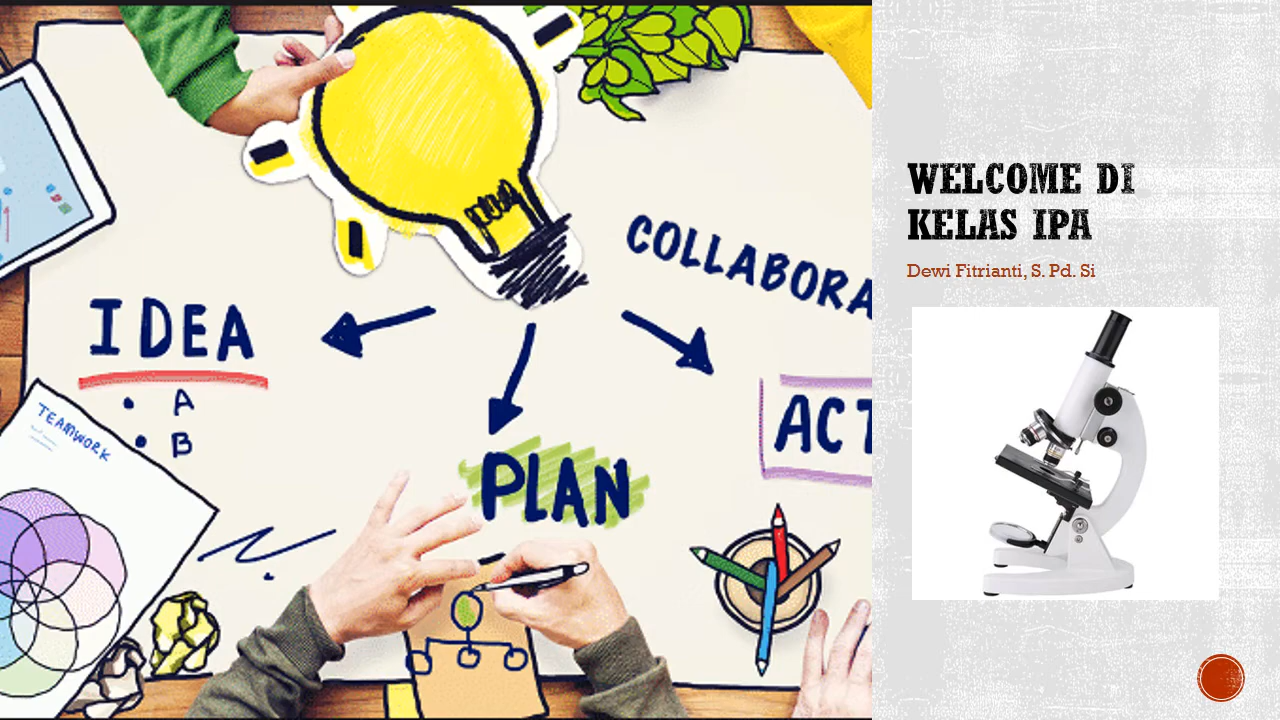 COLLABORA
IDEA
A
B
TEAMWORK
PLAN
ACT
WELCOME DI
KELAS IPA
Dewi Fitrianti, S. Pd. Si